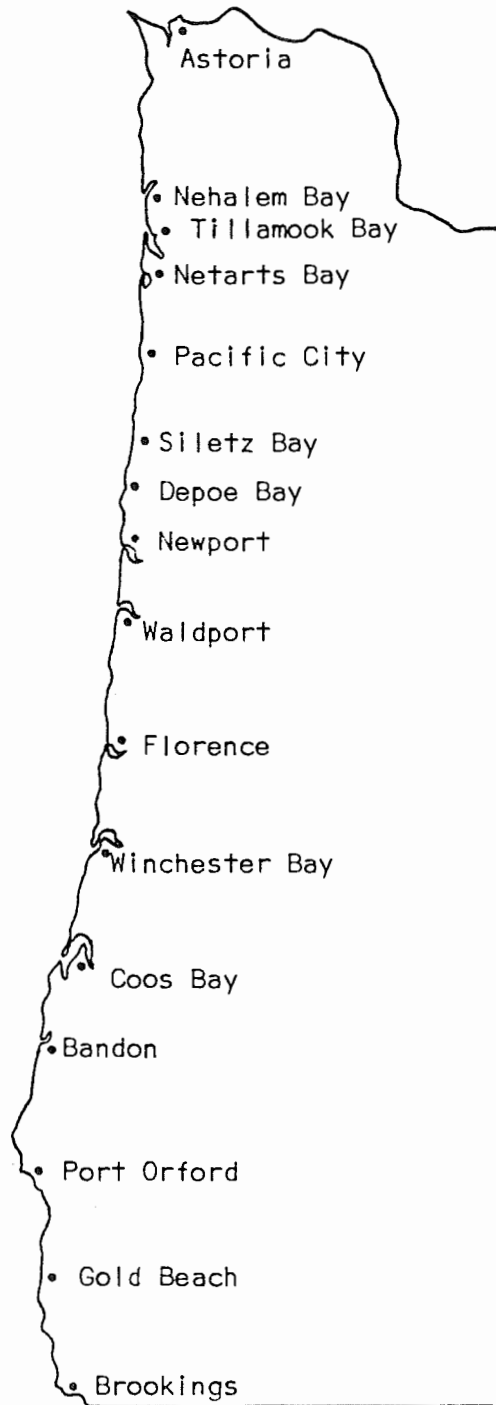 Astoria
Nehalem Bay
Tillamook Bay
Netarts Bay
Pacific City
Siletz Bay
Depoe Bay
Newport
Waldport
Florence
Winchester Bay
Coos Bay
Bandon
Port Orford
Gold Beach
Brookings